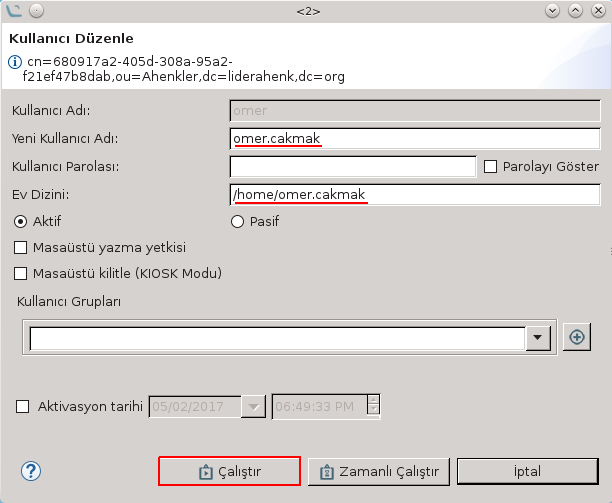 <2>
Kullanıcı Düzenle
cn=680917a2-405d-308a-95a2-
f21ef47b8dab,ou=Ahenkler,dc=liderahenk,dc=org
Kullanıcı Adı: omer
Yeni Kullanıcı Adı: omer.cakmak
Kullanıcı Parolası: Parolayı Göster
Ev Dizini: /home/omer.cakmak
Aktif Pasif
Masaüstü yazma yetkisi
Masaüstü kilitle (KIOSK Modu)
Kullanıcı Grupları
Aktivasyon tarihi 05/02/2017 06:49:33 PM
Çalıştır Zamanlı Çalıştır İptal